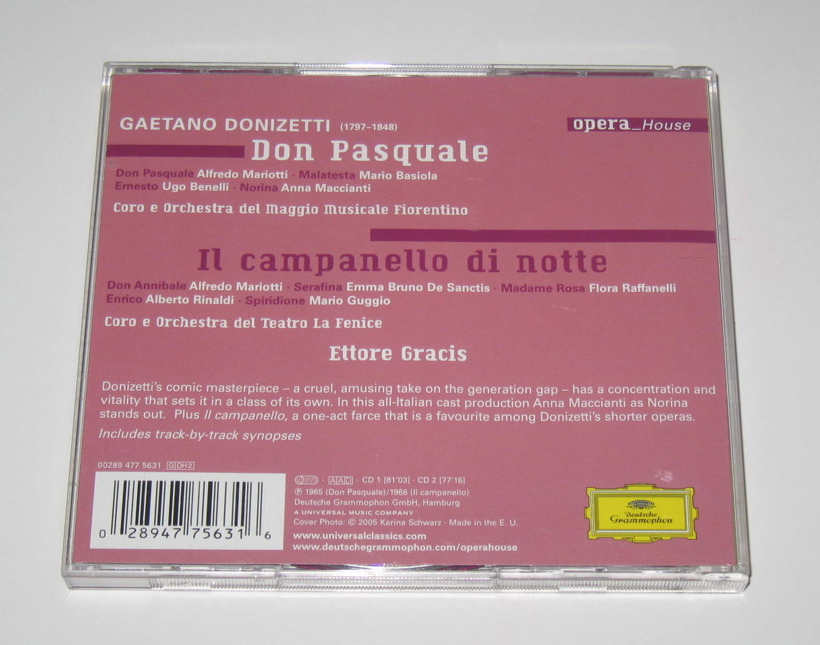 GAETANO DONIZETTI (1797–1848)
opera_House
Don Pasquale
Don Pasquale Alfredo Mariotti · Malatesta Mario Basiola
Ernesto Ugo Benelli · Norina Anna Maccianti
Coro e Orchestra del Maggio Musicale Fiorentino
Il campanello di notte
Don Annibale Alfredo Mariotti · Serafina Emma Bruno De Sanctis · Madame Rosa Flora Raffanelli
Enrico Alberto Rinaldi · Spiridione Mario Guggio
Coro e Orchestra del Teatro La Fenice
Ettore Gracis
Donizetti's comic masterpiece – a cruel, amusing take on the generation gap – has a concentration and
vitality that sets it in a class of its own. In this all-Italian cast production Anna Maccianti as Norina
stands out. Plus Il campanello, a one-act farce that is a favourite among Donizetti's shorter operas.
Includes track-by-track synopses
00289 477 5631 GOH2
AAD · CD 1 [81'03] · CD 2 [77'16]
℗ 1965 (Don Pasquale)/1966 (Il campanello)
Deutsche Grammophon GmbH, Hamburg
A UNIVERSAL MUSIC COMPANY
Cover Photo: © 2005 Karina Schwarz · Made in the E. U.
www.universalclassics.com
www.deutschegrammophon.com/operahouse
0 28947 75631 6
Deutsche
Grammophon